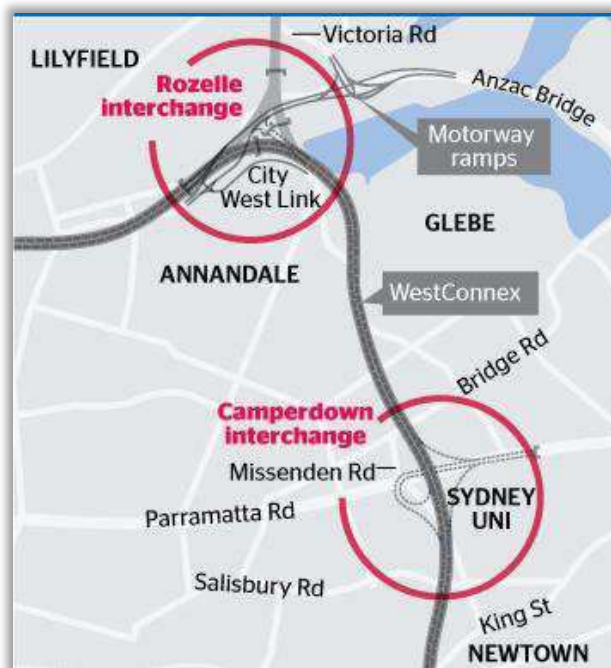 Victoria Rd
LILYFIELD
Rozelle
interchange
Anzac Bridge
Motorway
ramps
City
West Link
GLEBE
ANNANDALE
WestConnex
Bridge Rd
Camperdown
interchange
Missenden Rd
SYDNEY
UNI
Parramatta Rd
Salisbury Rd
King St
NEWTOWN